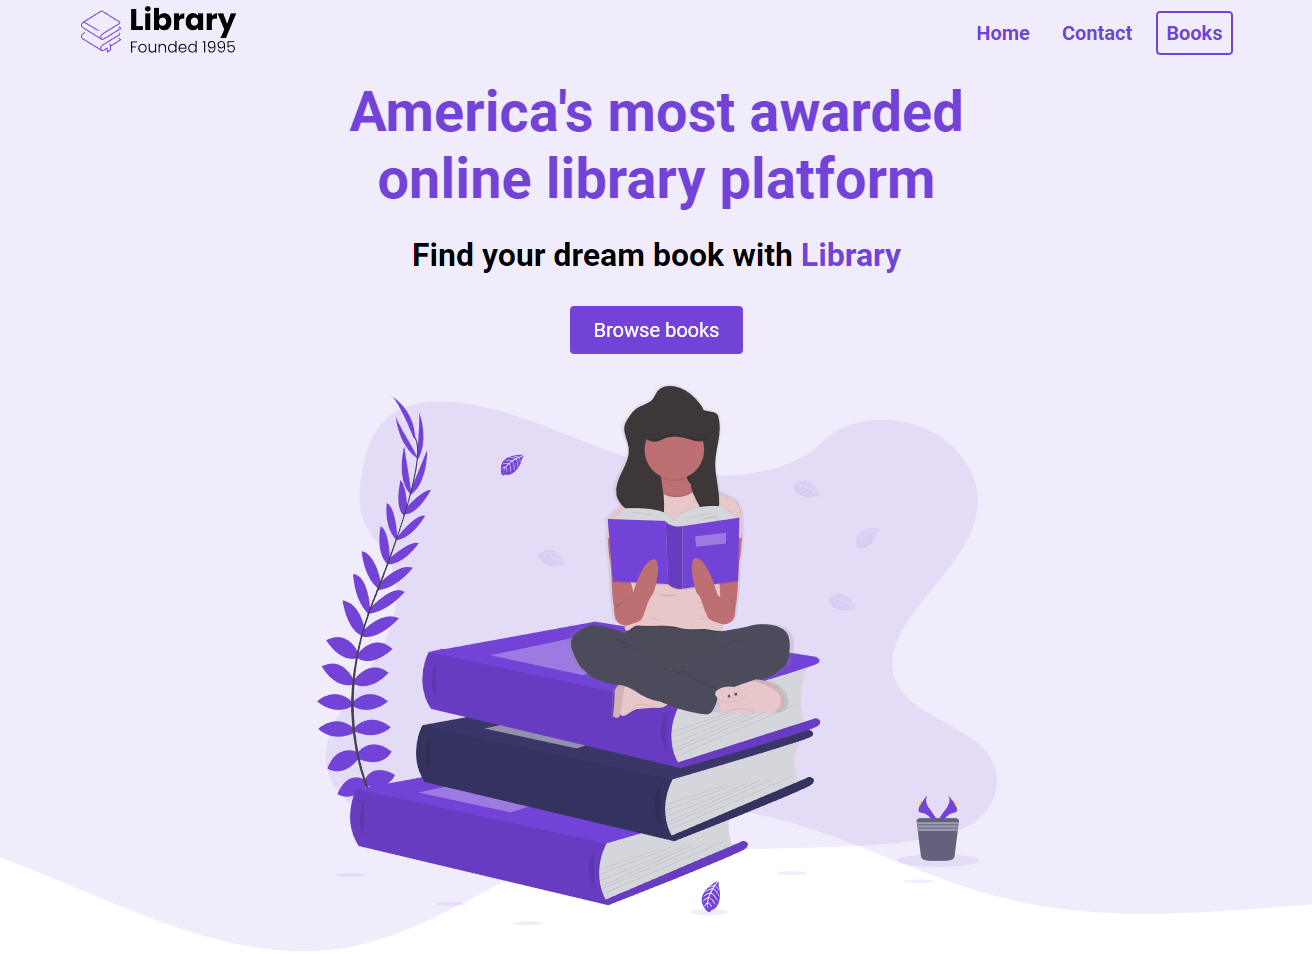 Library
Founded 1995
Home
Contact
Books
America's most awarded
online library platform
Find your dream book with Library
Browse books